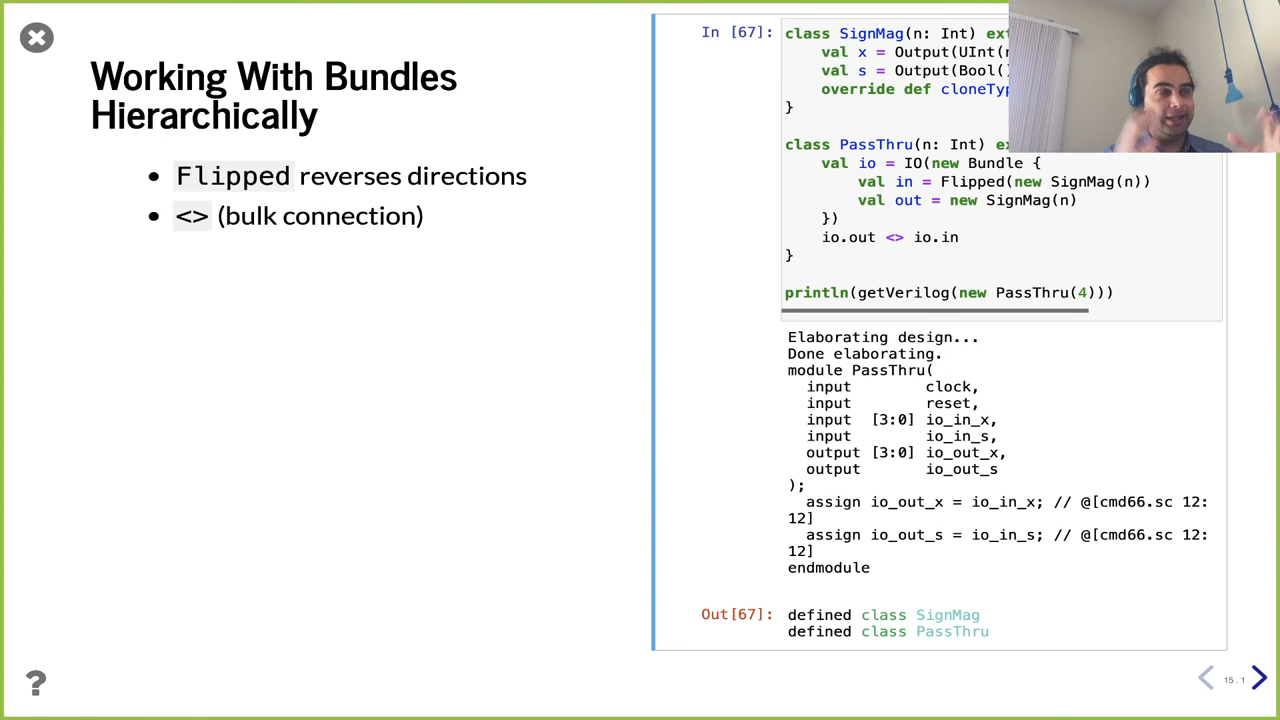 Working With Bundles
Hierarchically
• Flipped reverses directions
• <> (bulk connection)
In [67]:
class SignMag(n: Int)
    val x = Output(UInt(
    val s = Output(Bool()
    override def
}
class PassThru(n: Int)
    val io = IO(new Bundle {
        val in = Flipped(new SignMag(n))
        val out = new SignMag(n)
    })
    io.out <> io.in
}
println(getVerilog(new PassThru(4)))
Elaborating design...
Done elaborating.
module PassThru(
  input        clock,
  input        reset,
  input  [3:0] io_in_x,
  input        io_in_s,
  output [3:0] io_out_x,
  output       io_out_s
);
  assign io_out_x = io_in_x; // @[cmd66.sc 12:
12]
  assign io_out_s = io_in_s; // @[cmd66.sc 12:
12]
endmodule
Out[67]:
defined class SignMag
defined class PassThru
?
15.1